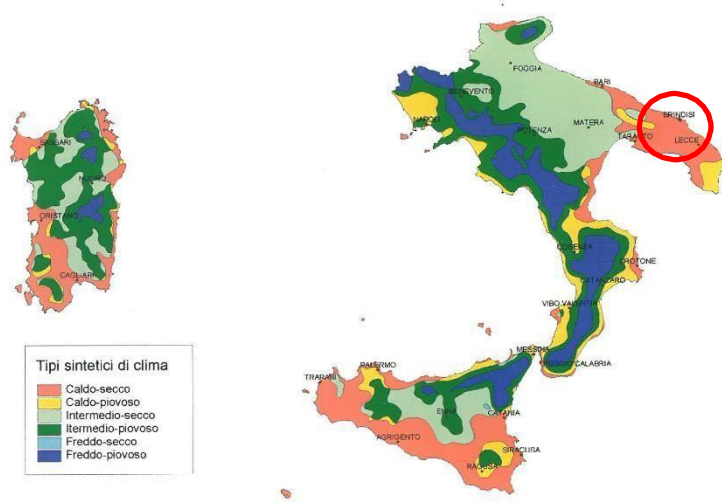 FOGGIA
BARI
BENEVENTO
BRINDISI
NAPOLI
MATERA
POTENZA
TARANTO
LECCE
SASSARI
NUORO
ORISTANO
CAGLIARI
COSENZA
CROTONE
CATANZARO
VIBO VALENTIA
MESSINA
REGGIO CALABRIA
PALERMO
TRAPANI
ENNA
CATANIA
AGRIGENTO
SIRACUSA
RAGUSA
Tipi sintetici di clima
Caldo-secco
Caldo-piovoso
Intermedio-secco
Itermedio-piovoso
Freddo-secco
Freddo-piovoso